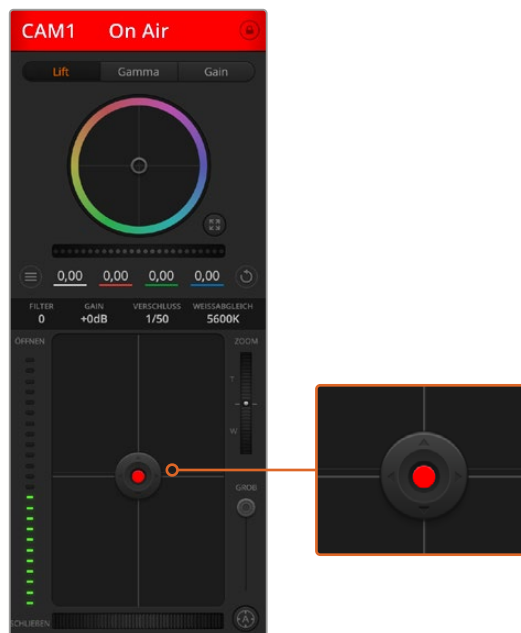 CAM1 On Air
Lift Gamma Gain
0,00 0,00 0,00 0,00
FILTER GAIN VERSCHLUSS WEISSABGLEICH
0 +0dB 1/50 5600K
ÖFFNEN ZOOM
T
W
GROB
SCHLIEßEN A